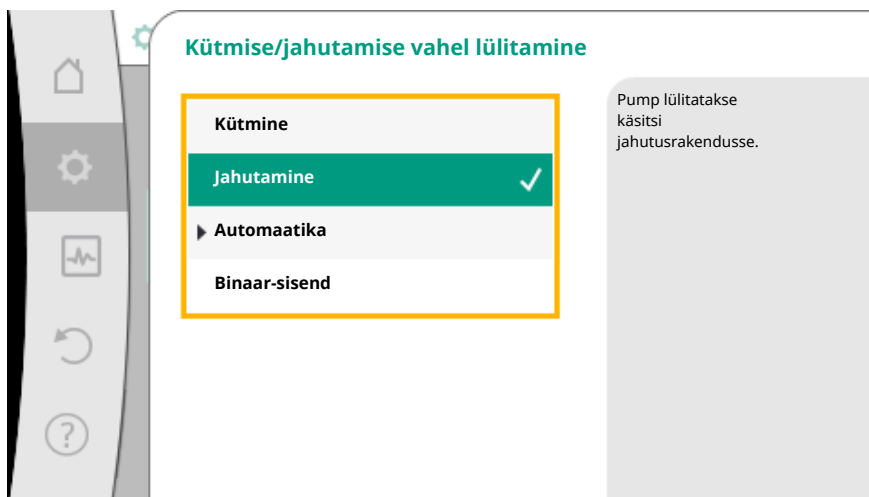 Kütmise/jahutamise vahel lülitamine
Kütmine
Jahutamine
Automaatika
Binaar-sisend
Pump lülitatakse
käsitsi
jahutusrakendusse.